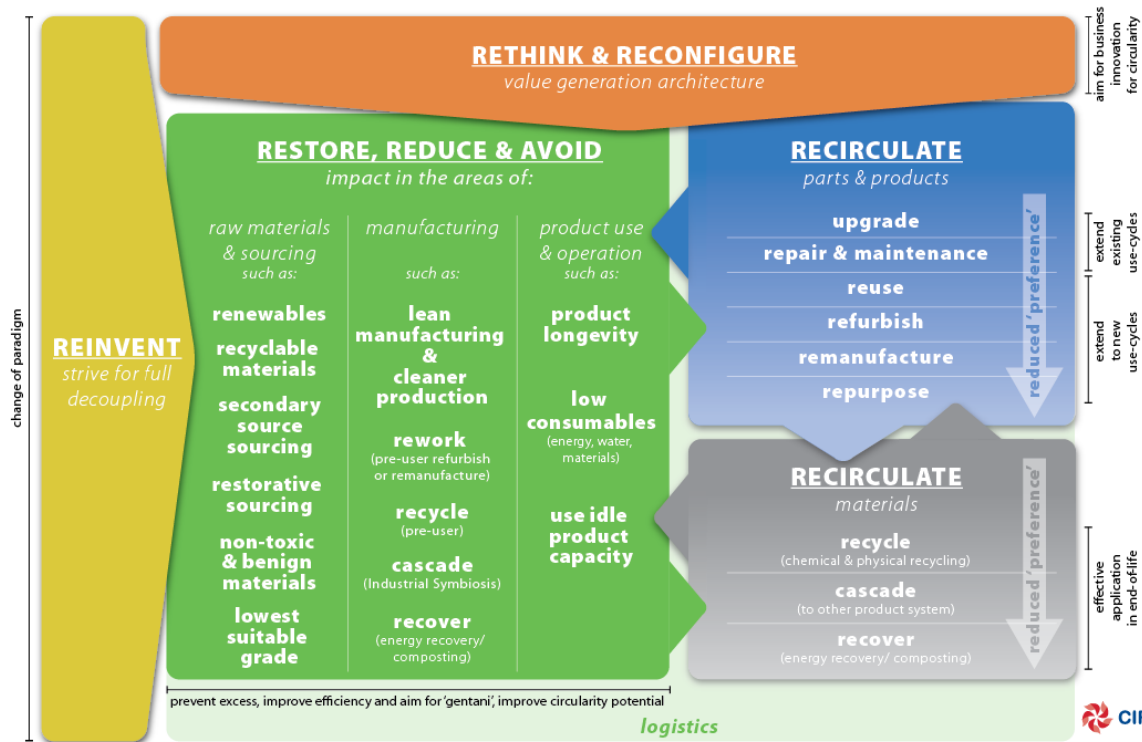 change of paradigm
REINVENT
strive for full
decoupling
RETHINK & RECONFIGURE
value generation architecture
aim for business
innovation
for circularity
RESTORE, REDUCE & AVOID
impact in the areas of:
raw materials
& sourcing
such as:
renewables
recyclable
materials
secondary
source
sourcing
restorative
sourcing
non-toxic
& benign
materials
lowest
suitable
grade
manufacturing
such as:
lean
manufacturing
&
cleaner
production
rework
(pre-user refurbish
or remanufacture)
recycle
(pre-user)
cascade
(Industrial Symbiosis)
recover
(energy recovery/
composting)
product use
& operation
such as:
product
longevity
low
consumables
(energy, water,
materials)
use idle
product
capacity
prevent excess, improve efficiency and aim for 'gentani', improve circularity potential
RECIRCULATE
parts & products
upgrade
repair & maintenance
reuse
refurbish
remanufacture
repurpose
reduced 'preference'
extend
existing
use-cycles
extend
to new
use-cycles
RECIRCULATE
materials
recycle
(chemical & physical recycling)
cascade
(to other product system)
recover
(energy recovery/ composting)
reduced 'preference'
effective
application
in end-of-life
logistics